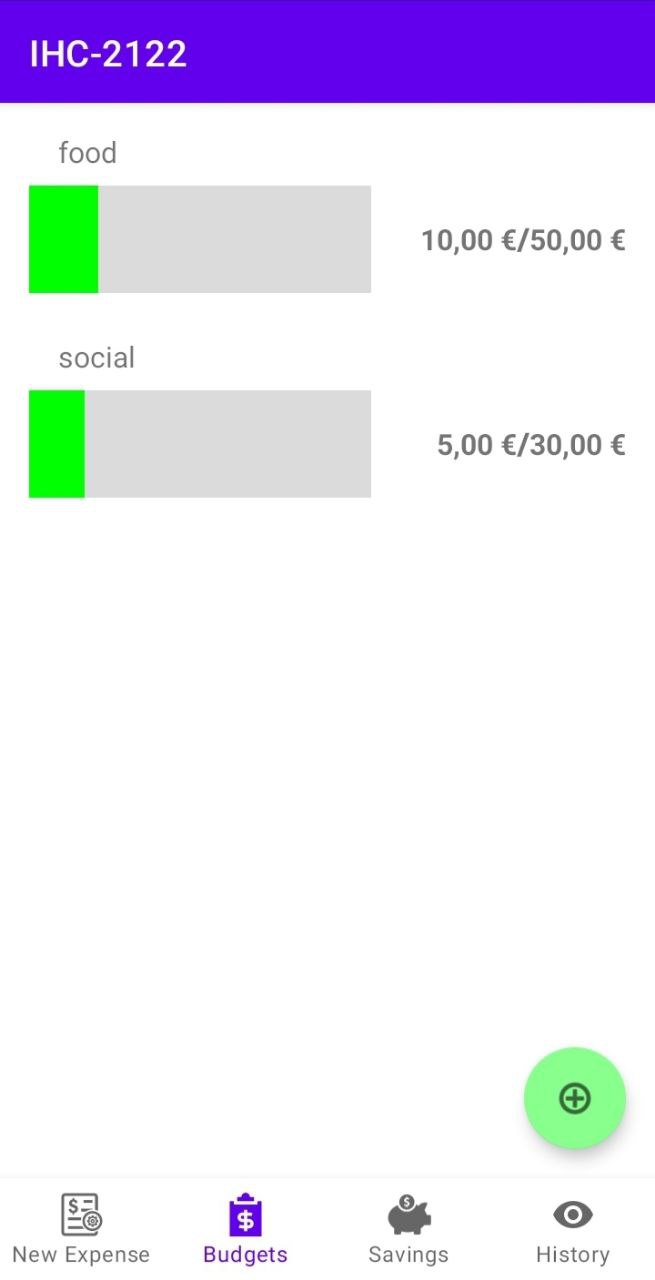 IHC-2122
food
10,00 €/50,00 €
social
5,00 €/30,00 €
New Expense
Budgets
Savings
History